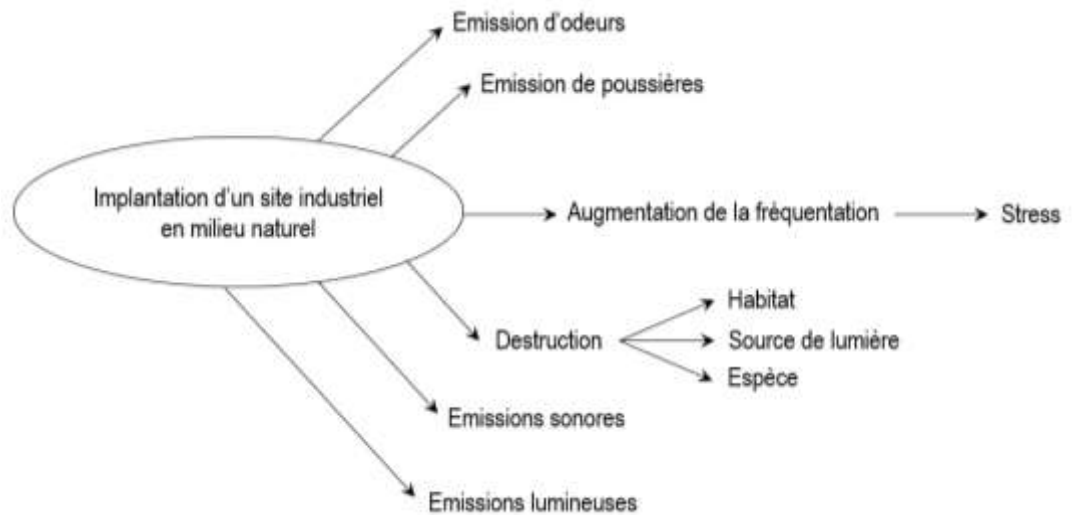 Emission d'odeurs
Emission de poussières
Implantation d'un site industriel
en milieu naturel
Augmentation de la fréquentation
Stress
Destruction
Habitat
Source de lumière
Espèce
Emissions sonores
Emissions lumineuses